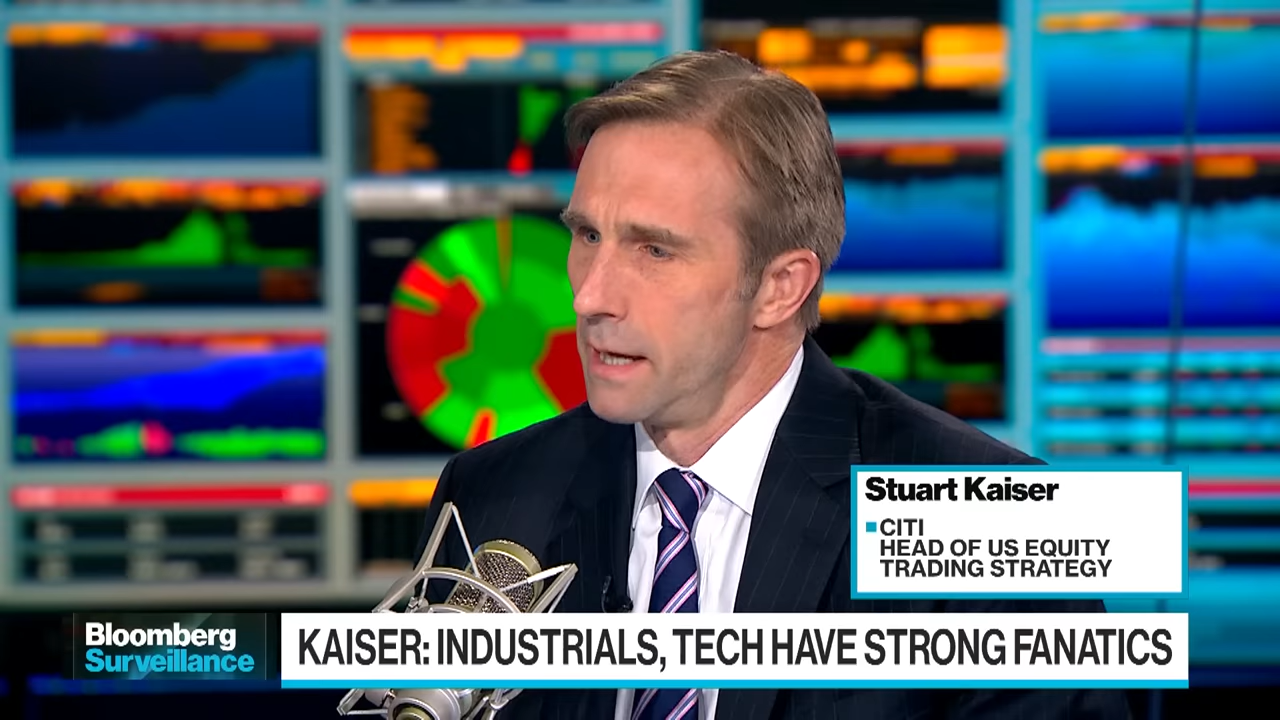 Stuart Kaiser
CITI
HEAD OF US EQUITY
TRADING STRATEGY
Bloomberg
Surveillance
KAISER: INDUSTRIALS, TECH HAVE STRONG FANATICS